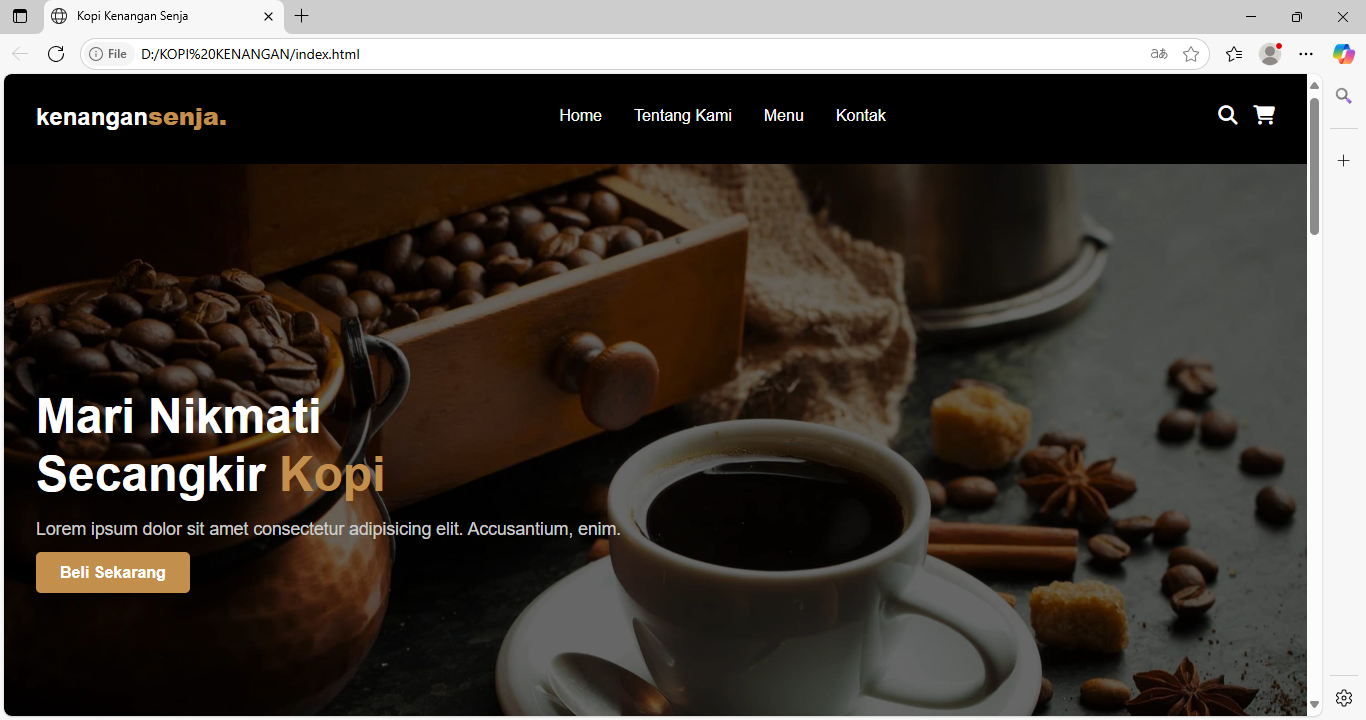 Kopi Kenangan Senja
File D:/KOPI%20KENANGAN/index.html
kenangansenja. Home Tentang Kami Menu Kontak
Mari Nikmati
Secangkir Kopi
Lorem ipsum dolor sit amet consectetur adipisicing elit. Accusantium, enim.
Beli Sekarang